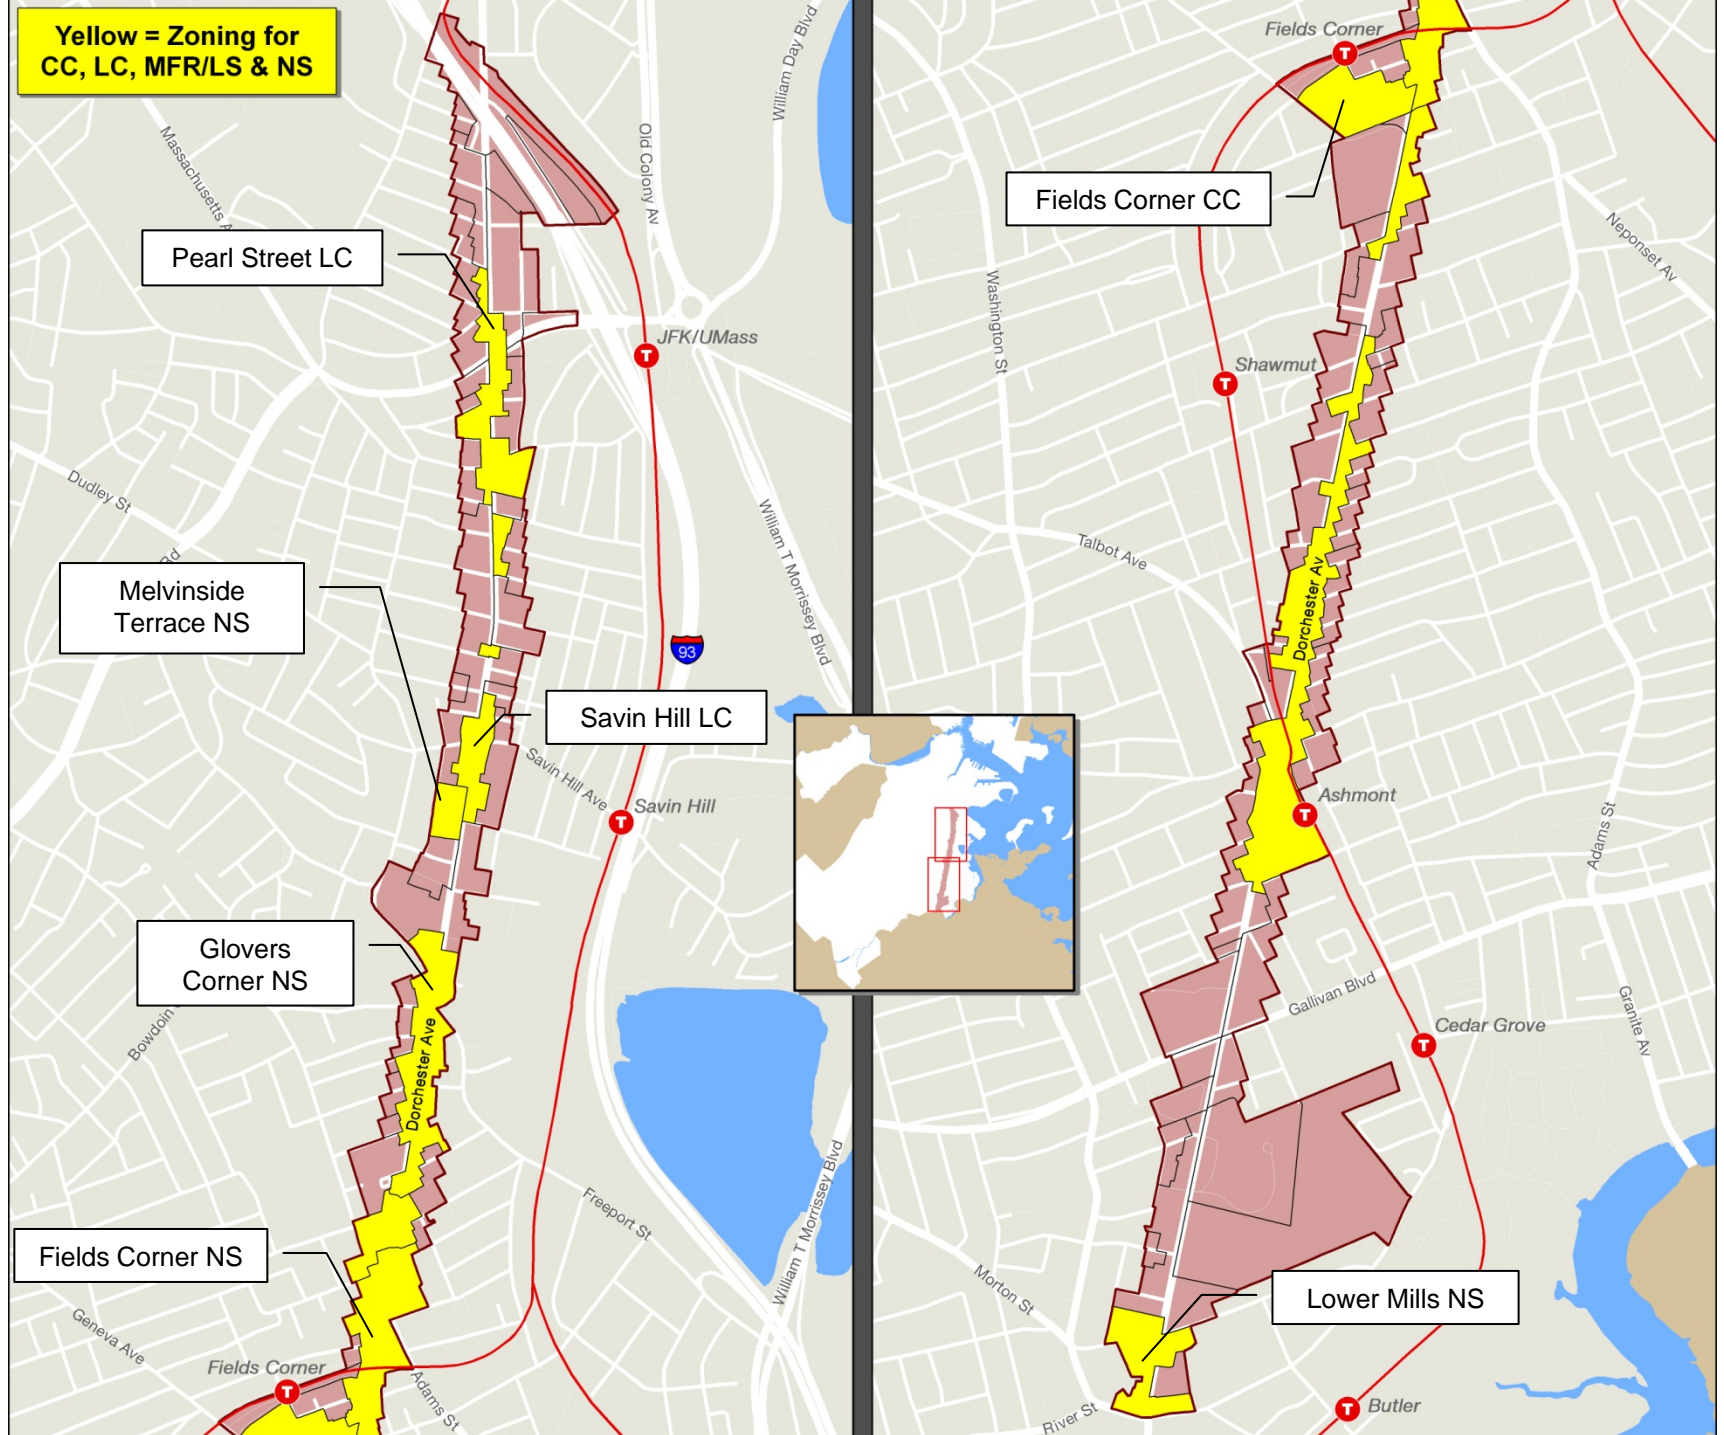 Yellow = Zoning for
CC, LC, MFR/LS & NS
Massachusetts A
Old Colony Av
William Day Blvd
Pearl Street LC
JFK/UMass
T
Dudley St
Rd
William T Morrissey Blvd
Melvinside
Terrace NS
93
Savin Hill LC
Savin Hill Ave
T
Savin Hill
Glovers
Corner NS
Bowdoin
Dorchester Ave
Freeport St
William T Morrissey Blvd
Fields Corner NS
Geneva Ave
Fields Corner
T
Adams St
Fields Corner
T
Fields Corner CC
Neponset Av
Washington St
Shawmut
T
Talbot Ave
Dorchester Av
Ashmont
T
Adams St
Gallivan Blvd
Granite Av
Cedar Grove
T
Morton St
Lower Mills NS
River St
T
Butler